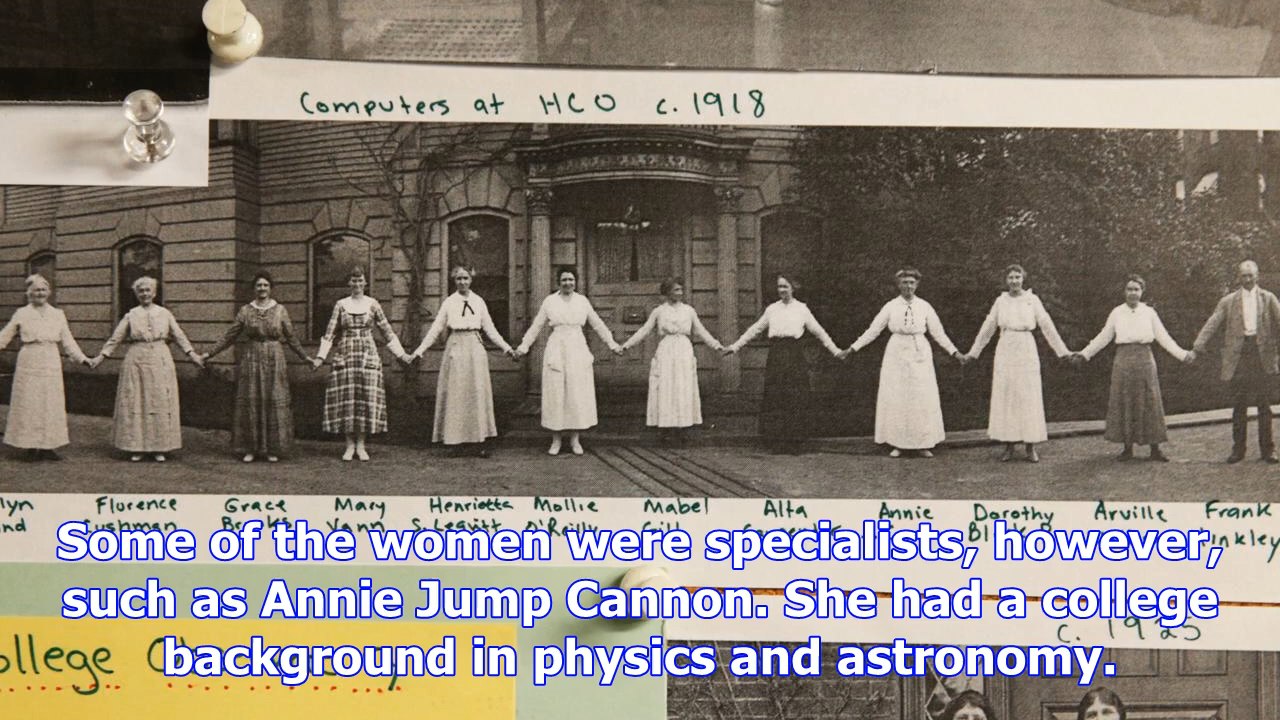 Computers at HCO c. 1918
Florence Grace Mary Henrietta Mollie Mabel Alta Annie Dorothy Arville Frank
Some of the women were specialists, however,
such as Annie Jump Cannon. She had a college
background in physics and astronomy.
c. 1925